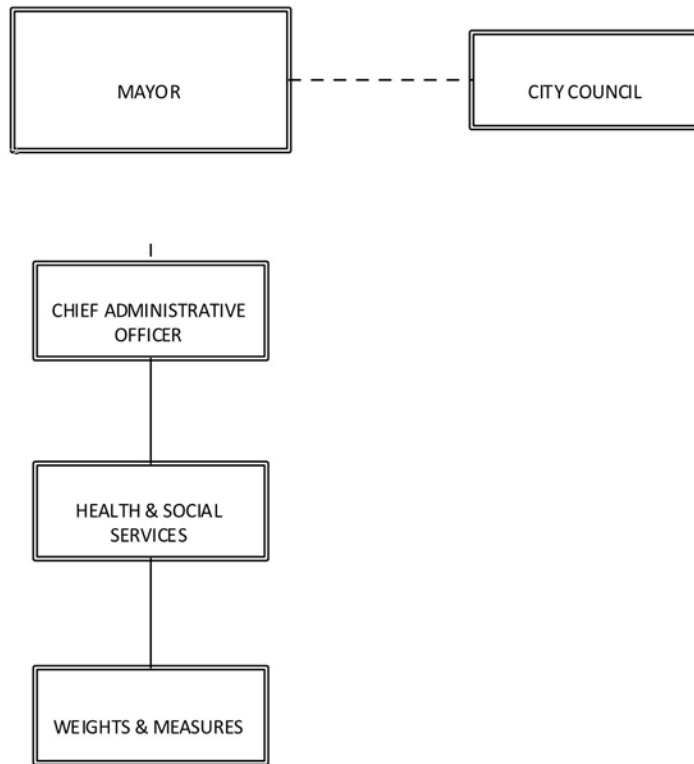 MAYOR
CITY COUNCIL
CHIEF ADMINISTRATIVE
OFFICER
HEALTH & SOCIAL
SERVICES
WEIGHTS & MEASURES